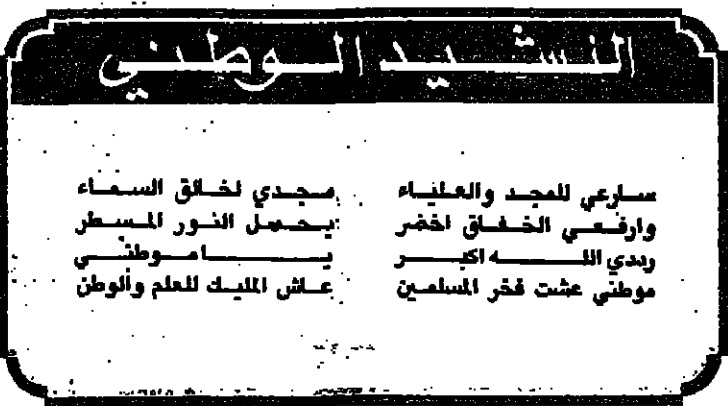 النشيد الوطني
سارعي للمجد والعلياء مجدي لخالق السماء
وارفعي الخفاق اخضر يحمل النور المسطر
رددي الله اكبر يا موطني
موطني عشت فخر المسلمين عاش المليك للعلم والوطن